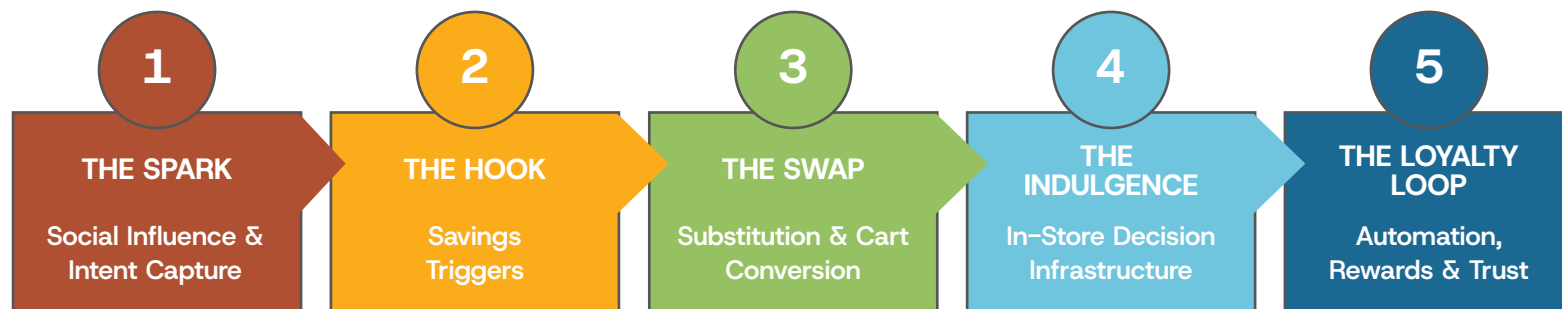 1
THE SPARK
Social Influence &
Intent Capture
2
THE HOOK
Savings
Triggers
3
THE SWAP
Substitution & Cart
Conversion
4
THE
INDULGENCE
In-Store Decision
Infrastructure
5
THE LOYALTY
LOOP
Automation,
Rewards & Trust